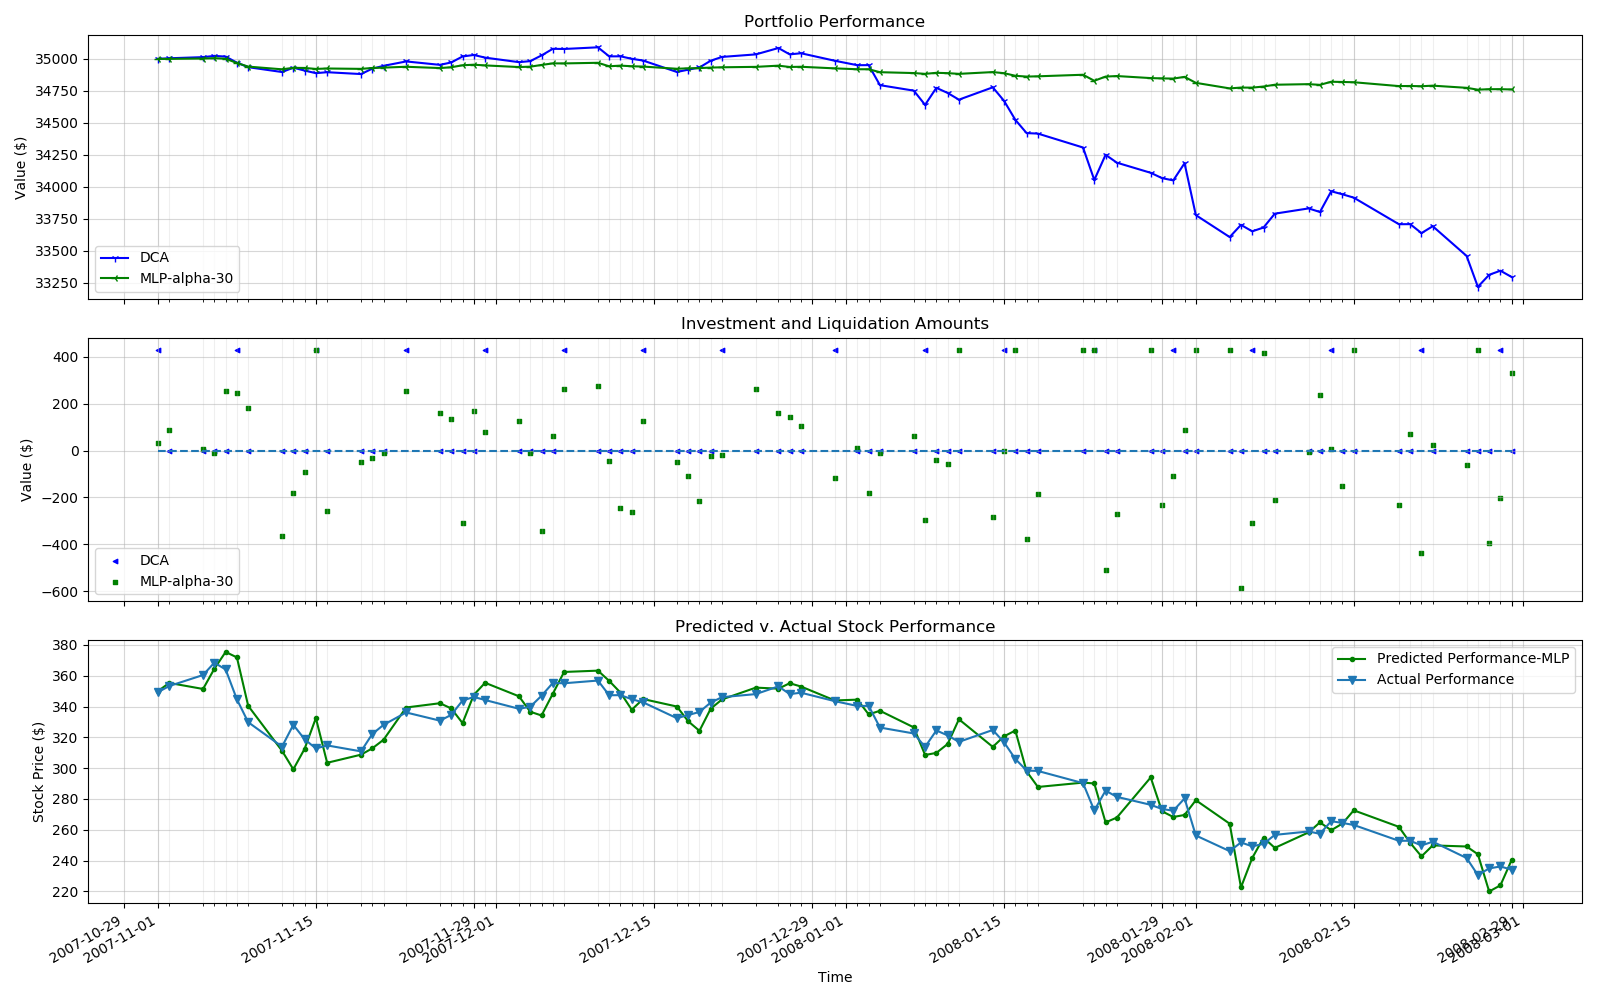 Portfolio Performance
35000
34750
34500
34250
34000
33750
33500
33250
Value ($)
DCA
MLP-alpha-30
Investment and Liquidation Amounts
400
200
0
−200
−400
−600
Value ($)
DCA
MLP-alpha-30
Predicted v. Actual Stock Performance
380
360
340
320
300
280
260
240
220
Stock Price ($)
Predicted Performance-MLP
Actual Performance
2007-10-29
2007-11-01
2007-11-15
2007-11-29
2007-12-01
2007-12-15
2007-12-29
2008-01-01
2008-01-15
2008-01-29
2008-02-01
2008-02-15
2008-03-01
Time